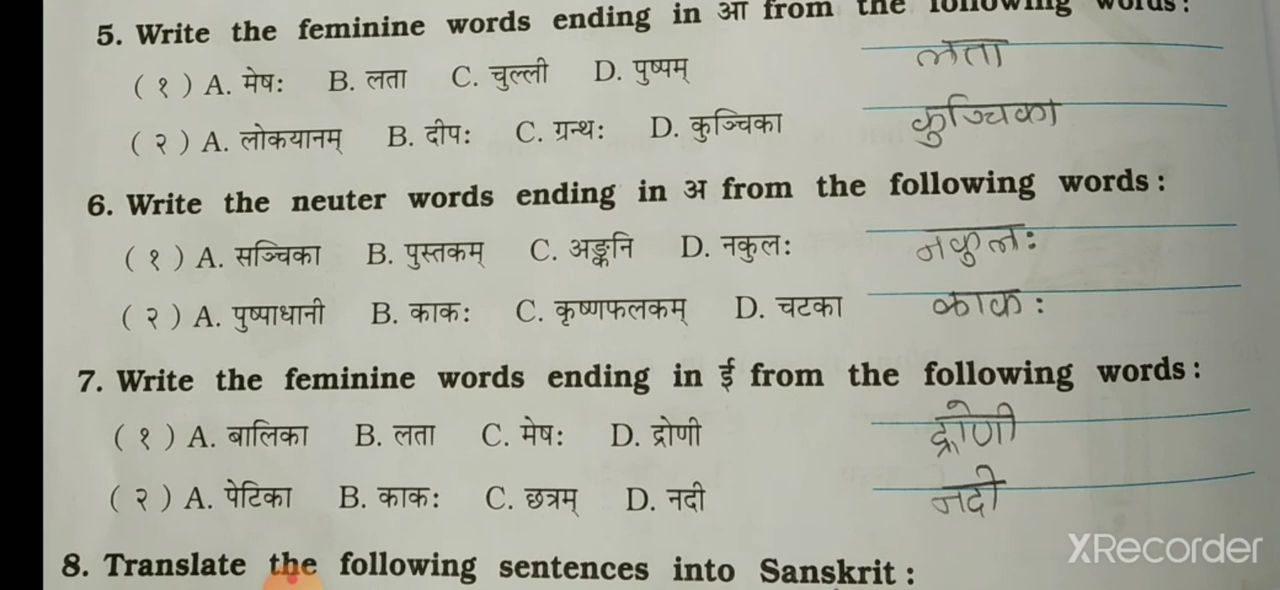 5. Write the feminine words ending in आ from the following words:
( १ ) A. मेषः B. लता C. चुल्ली D. पुष्पम् लता
( २ ) A. लोकयानम् B. दीपः C. ग्रन्थः D. कुञ्चिका कुञ्चिका
6. Write the neuter words ending in अ from the following words:
( १ ) A. सञ्चिका B. पुस्तकम् C. अङ्कनि D. नकुलः नकुलः
( २ ) A. पुष्पाधानी B. काकः C. कृष्णफलकम् D. चटका काकः
7. Write the feminine words ending in ई from the following words:
( १ ) A. बालिका B. लता C. मेषः D. द्रोणी द्रोणी
( २ ) A. पेटिका B. काकः C. छत्रम् D. नदी नदी
8. Translate the following sentences into Sanskrit:
XRecorder